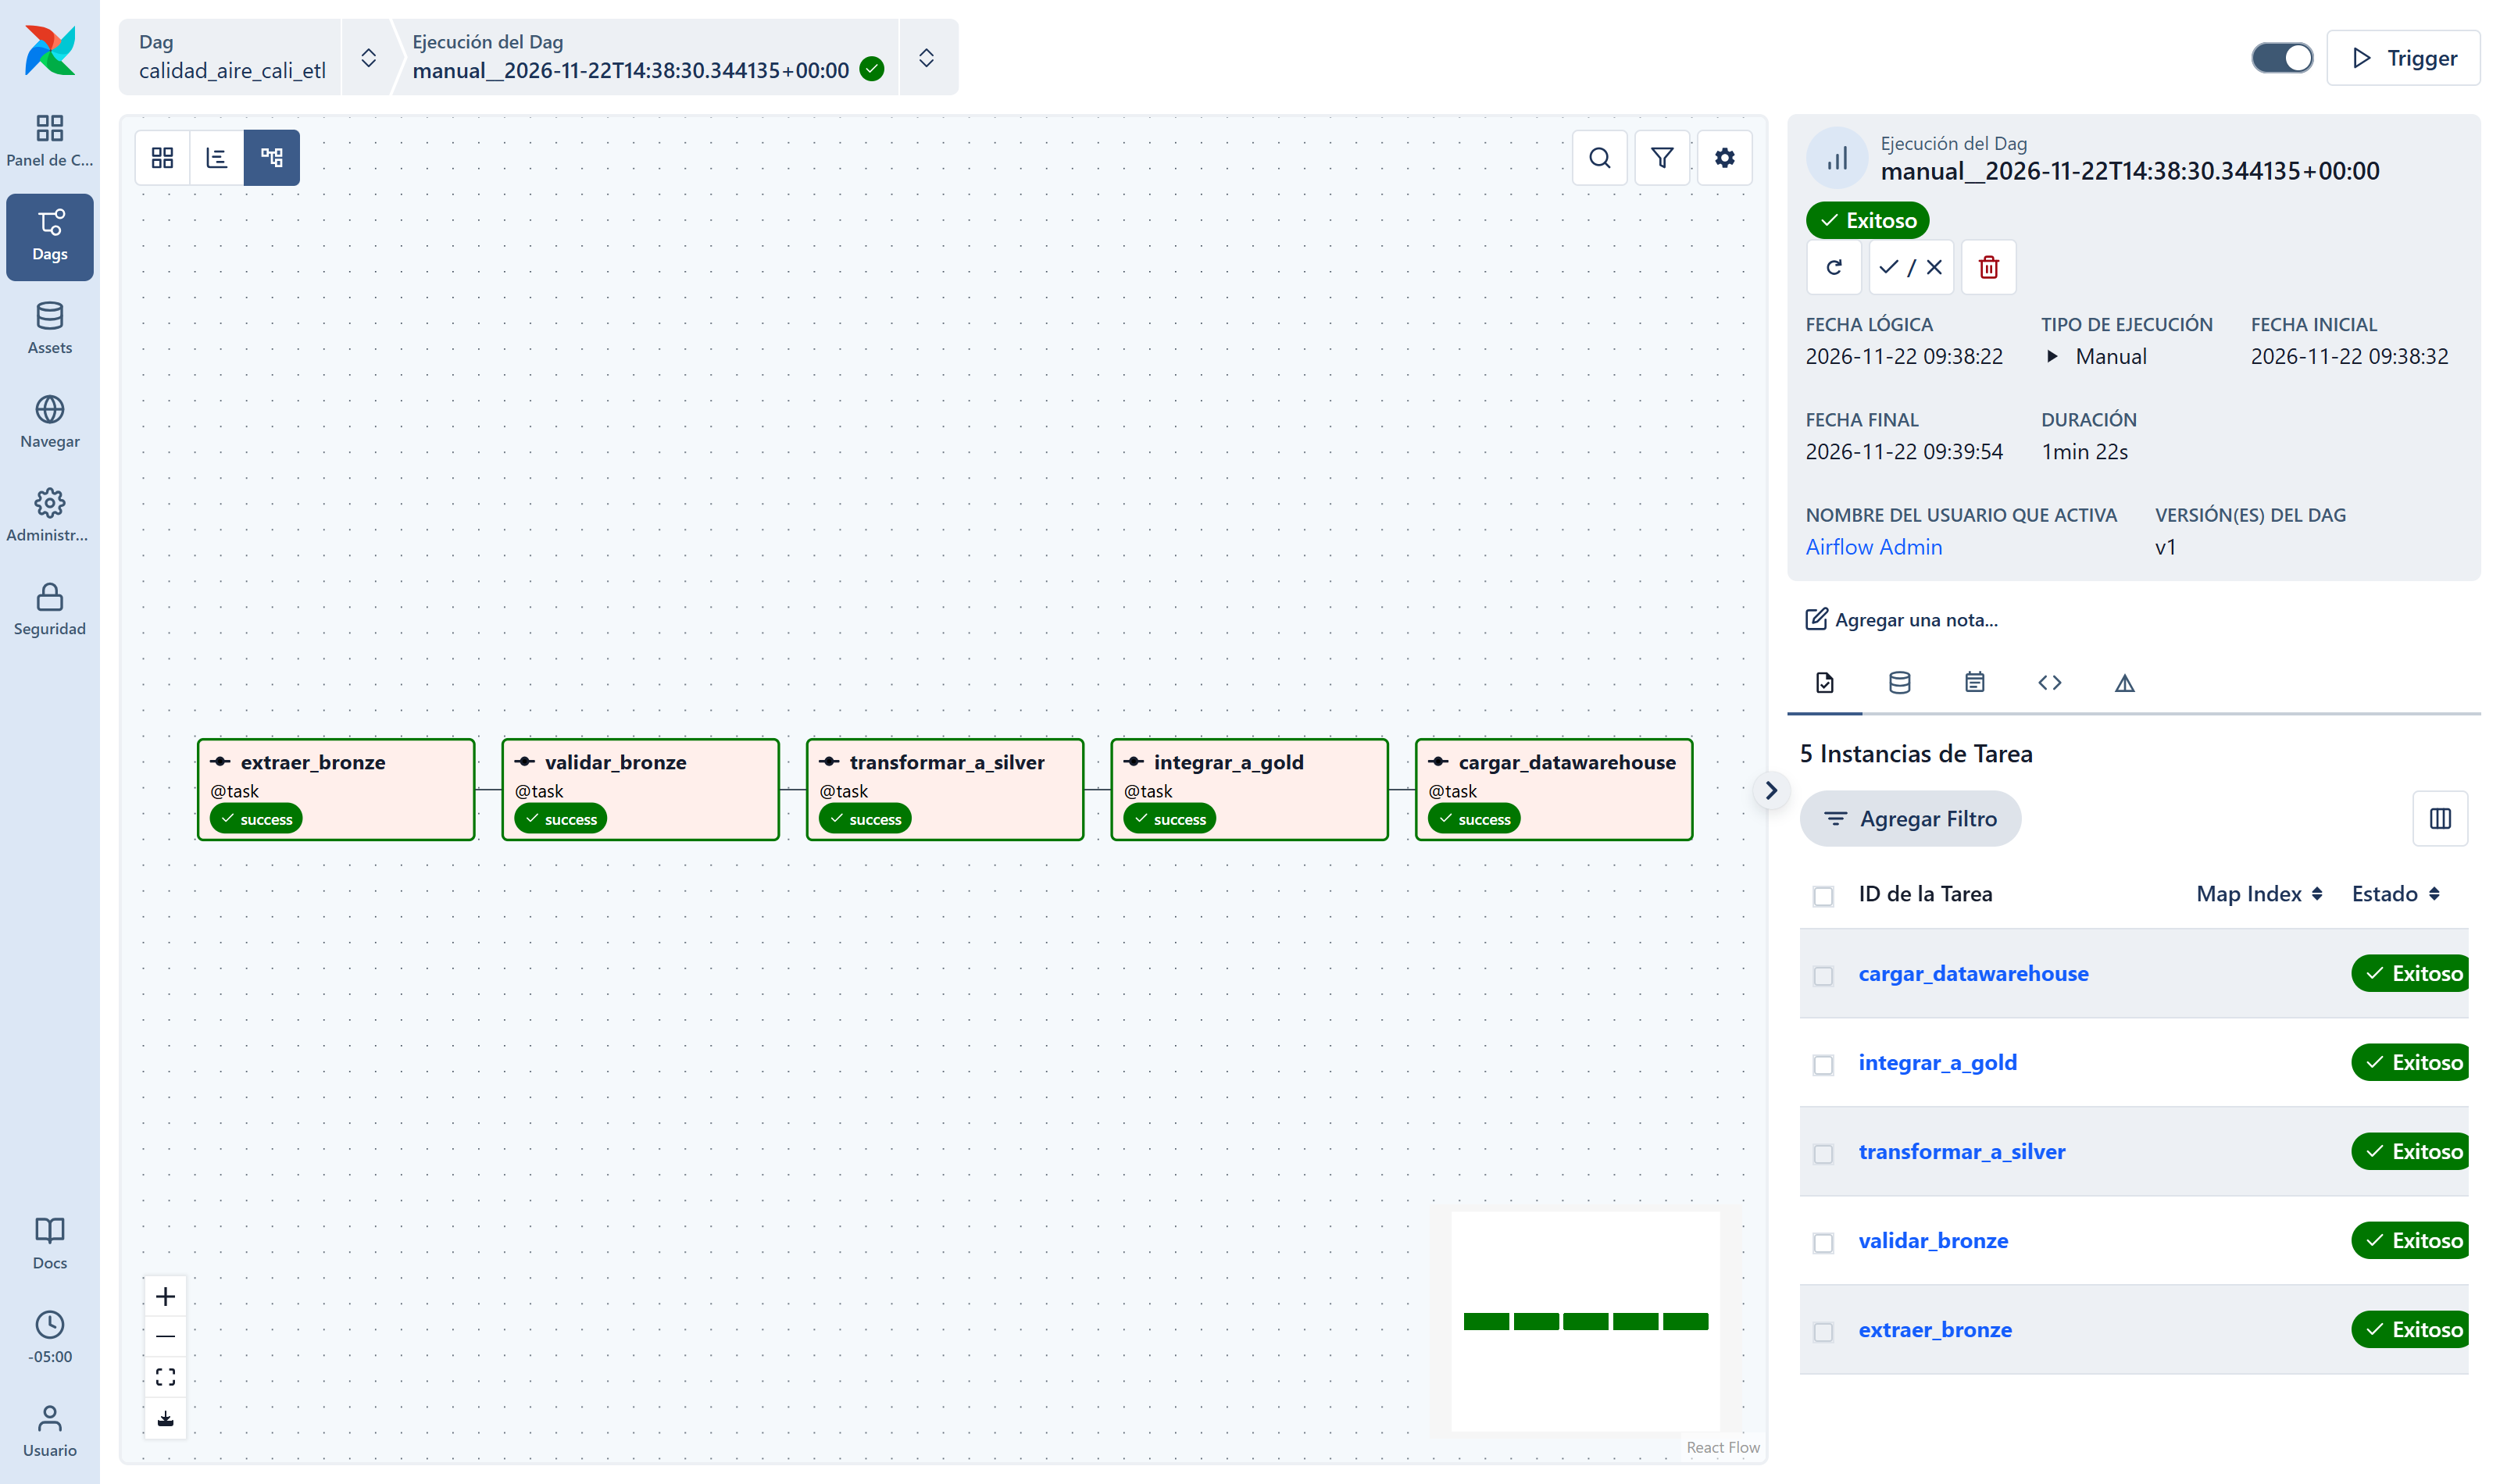 Dag
calidad_aire_cali_etl
Ejecución del Dag
manual__2026-11-22T14:38:30.344135+00:00
Trigger
Panel de C...
Dags
Assets
Navegar
Administr...
Seguridad
Docs
-05:00
Usuario
extraer_bronze
@task
success
validar_bronze
@task
success
transformar_a_silver
@task
success
integrar_a_gold
@task
success
cargar_datawarehouse
@task
success
React Flow
Ejecución del Dag
manual__2026-11-22T14:38:30.344135+00:00
Exitoso
/
FECHA LÓGICA TIPO DE EJECUCIÓN FECHA INICIAL
2026-11-22 09:38:22 Manual 2026-11-22 09:38:32
FECHA FINAL DURACIÓN
2026-11-22 09:39:54 1min 22s
NOMBRE DEL USUARIO QUE ACTIVA VERSIÓN(ES) DEL DAG
Airflow Admin v1
Agregar una nota...
5 Instancias de Tarea
Agregar Filtro
ID de la Tarea Map Index Estado
cargar_datawarehouse Exitoso
integrar_a_gold Exitoso
transformar_a_silver Exitoso
validar_bronze Exitoso
extraer_bronze Exitoso